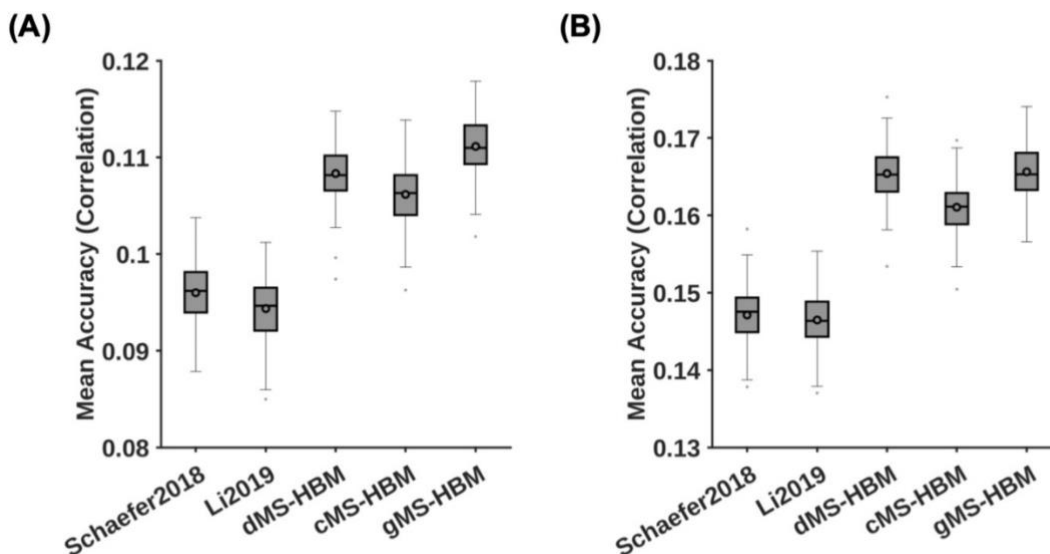 (A)
Mean Accuracy (Correlation)
0.12
0.11
0.1
0.09
0.08
Schaefer2018
Li2019
dMS-HBM
cMS-HBM
gMS-HBM
(B)
Mean Accuracy (Correlation)
0.18
0.17
0.16
0.15
0.14
0.13
Schaefer2018
Li2019
dMS-HBM
cMS-HBM
gMS-HBM